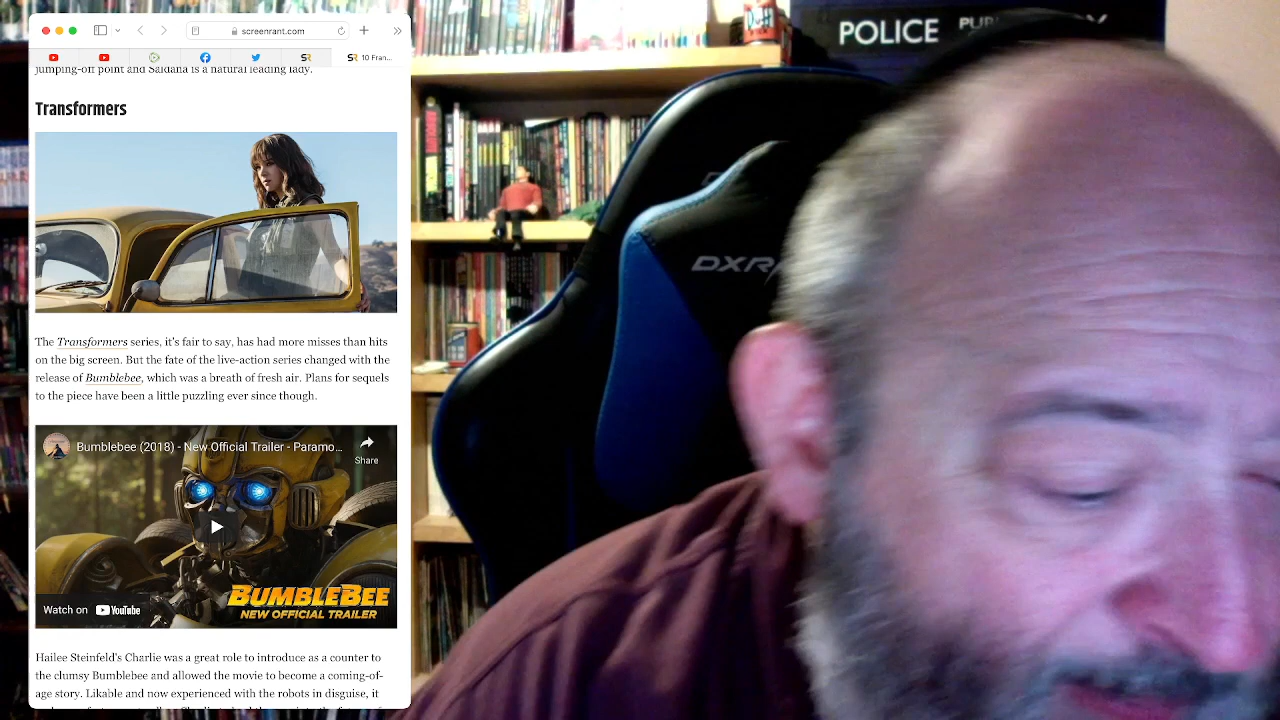 screenrant.com
SR
SR 10 Fran...
jumping-off point and Saldana is a natural leading lady.
Transformers
The Transformers series, it's fair to say, has had more misses than hits
on the big screen. But the fate of the live-action series changed with the
release of Bumblebee, which was a breath of fresh air. Plans for sequels
to the piece have been a little puzzling ever since though.
Bumblebee (2018) - New Official Trailer - Paramo...
Share
BUMBLEBEE
NEW OFFICIAL TRAILER
Watch on YouTube
Hailee Steinfeld's Charlie was a great role to introduce as a counter to
the clumsy Bumblebee and allowed the movie to become a coming-of-
age story. Likable and now experienced with the robots in disguise, it
POLICE
DXR